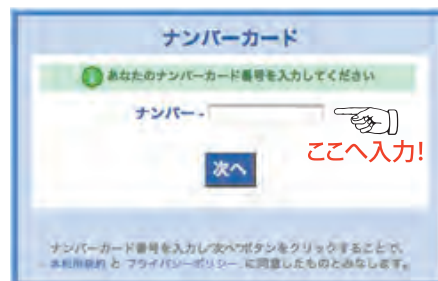 ナンバーカード
あなたのナンバーカード番号を入力してください
ナンバー -
ここへ入力!
次へ
ナンバーカード番号を入力し"次へ"ボタンをクリックすることで、
本利用規約 と プライバシーポリシー に同意したものとみなします。